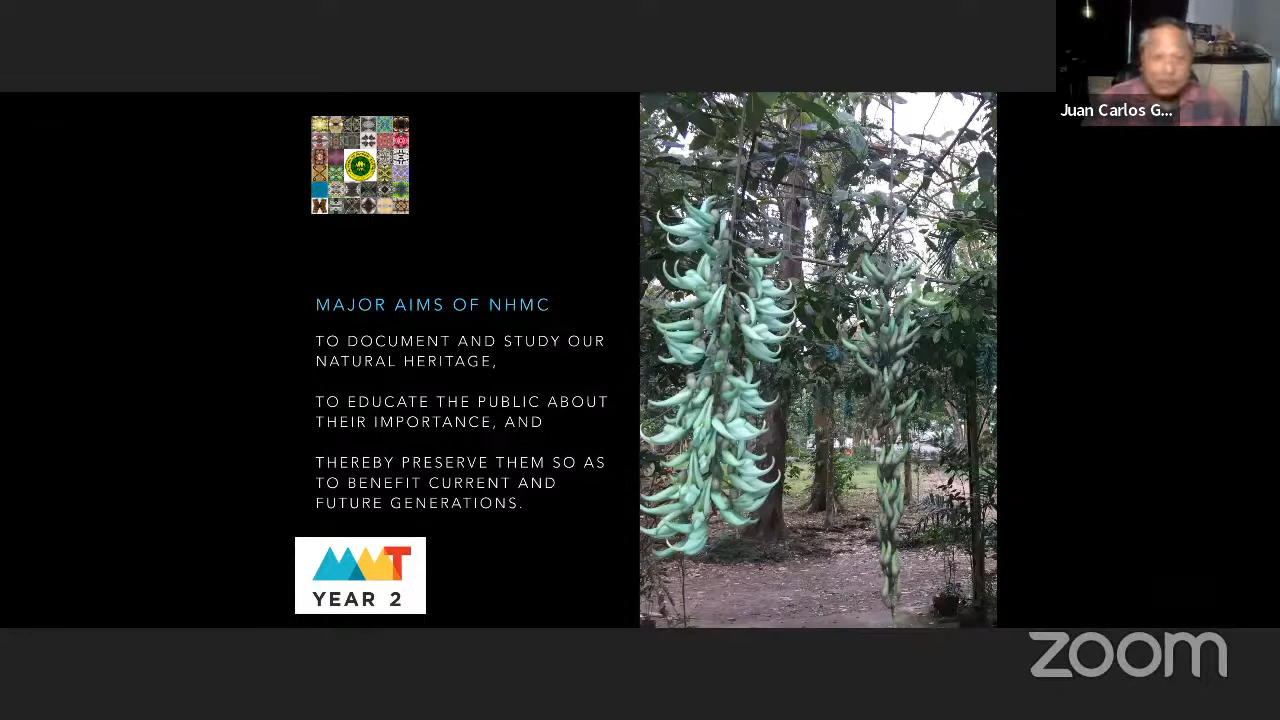 Juan Carlos G...
MAJOR AIMS OF NHMC
TO DOCUMENT AND STUDY OUR
NATURAL HERITAGE,
TO EDUCATE THE PUBLIC ABOUT
THEIR IMPORTANCE, AND
THEREBY PRESERVE THEM SO AS
TO BENEFIT CURRENT AND
FUTURE GENERATIONS.
MMT
YEAR 2
zoom